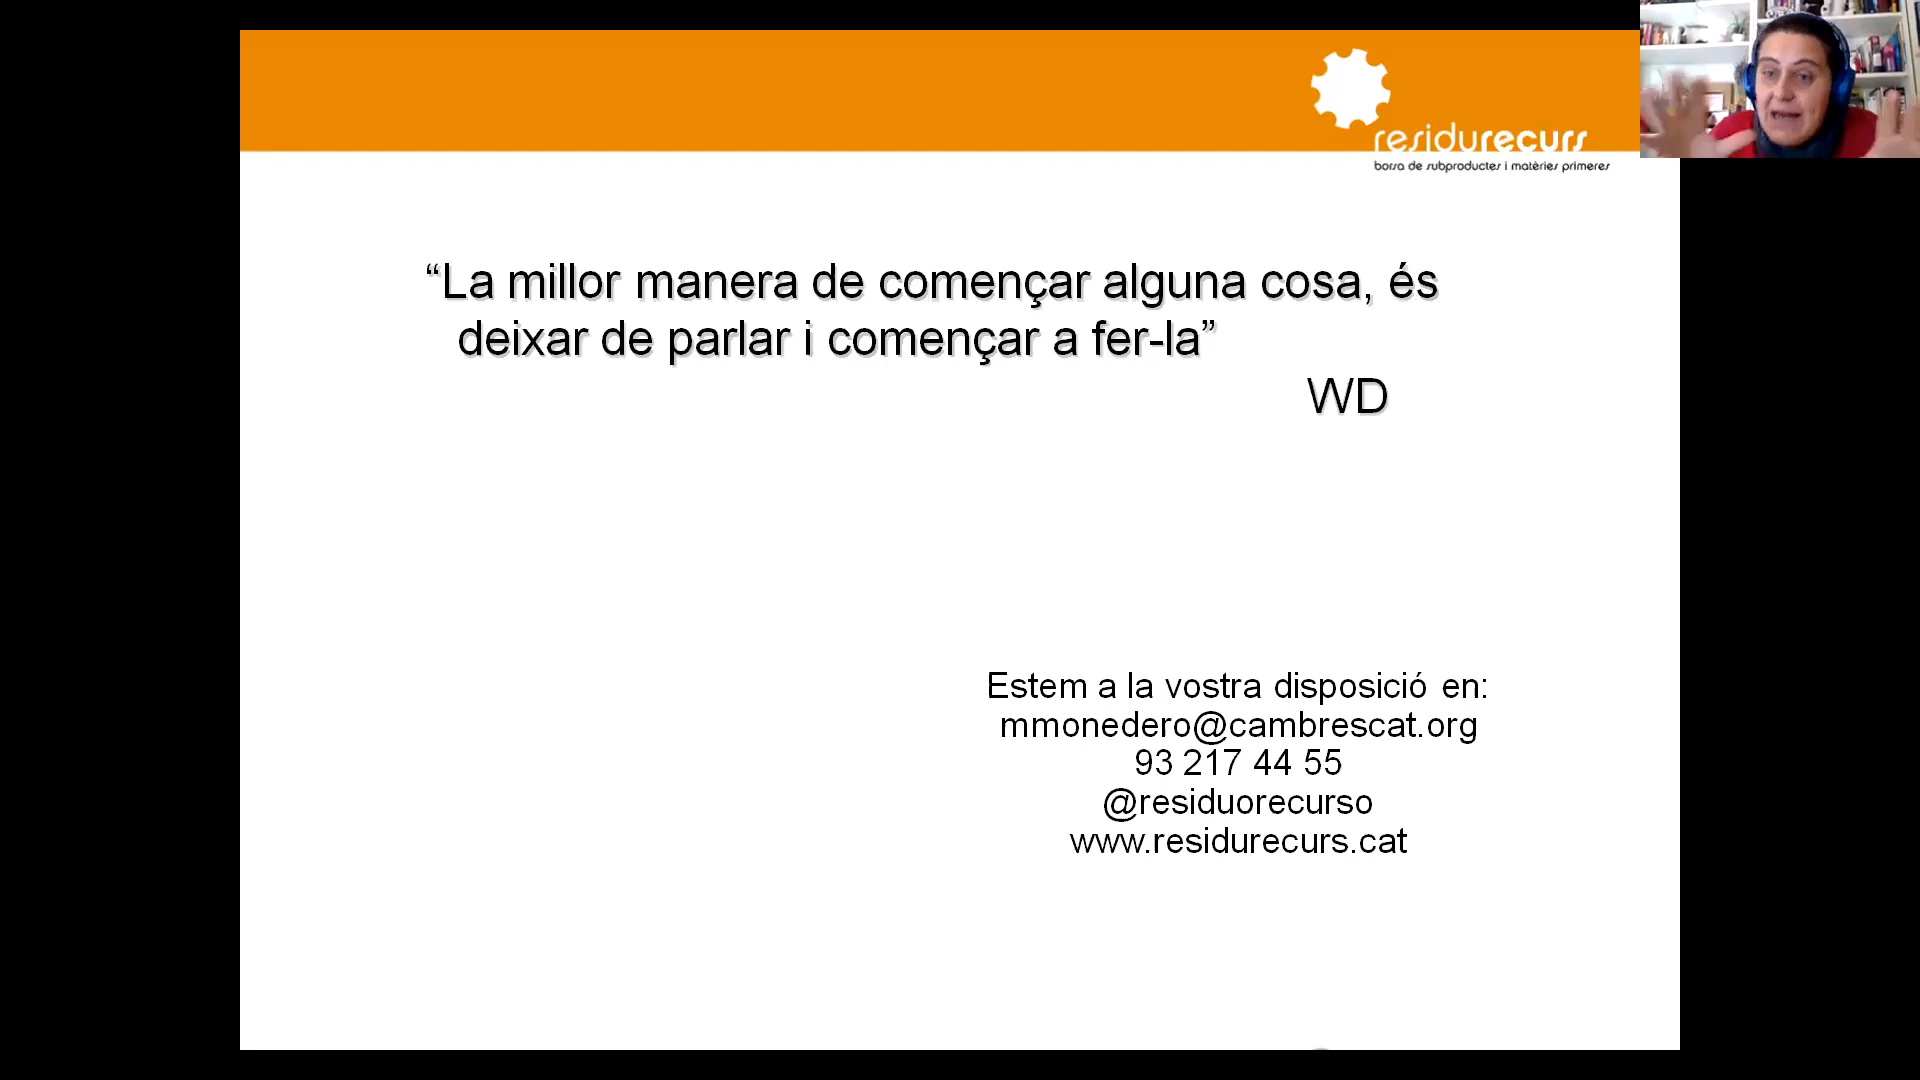 residurecurs
borsa de subproductes i matèries primeres
“La millor manera de començar alguna cosa, és
deixar de parlar i començar a fer-la”
WD
Estem a la vostra disposició en:
mmonedero@cambrescat.org
93 217 44 55
@residuorecurso
www.residurecurs.cat